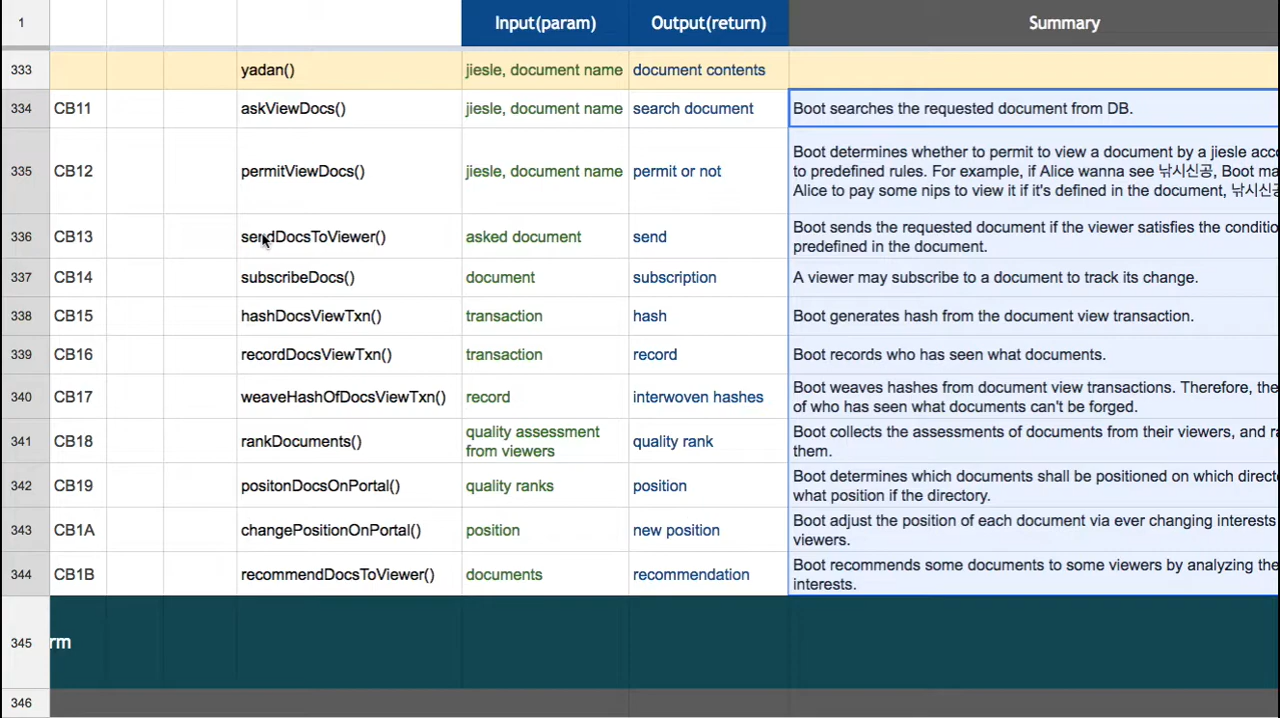 1 Input(param) Output(return) Summary
333 yadan() jiesle, document name document contents
334 CB11 askViewDocs() jiesle, document name search document Boot searches the requested document from DB.
Boot determines whether to permit to view a document by a jiesle acc
335 CB12 permitViewDocs() jiesle, document name permit or not to predefined rules. For example, if Alice wanna see 낚시신공, Boot ma
Alice to pay some nips to view it if it's defined in the document, 낚시신공
336 CB13 sendDocsToViewer() asked document send Boot sends the requested document if the viewer satisfies the conditio
predefined in the document.
337 CB14 subscribeDocs() document subscription A viewer may subscribe to a document to track its change.
338 CB15 hashDocsViewTxn() transaction hash Boot generates hash from the document view transaction.
339 CB16 recordDocsViewTxn() transaction record Boot records who has seen what documents.
340 CB17 weaveHashOfDocsViewTxn() record interwoven hashes Boot weaves hashes from document view transactions. Therefore, the
of who has seen what documents can't be forged.
341 CB18 rankDocuments() quality assessment quality rank Boot collects the assessments of documents from their viewers, and ra
from viewers them.
342 CB19 positonDocsOnPortal() quality ranks position Boot determines which documents shall be positioned on which direct
what position if the directory.
343 CB1A changePositionOnPortal() position new position Boot adjust the position of each document via ever changing interests
viewers.
344 CB1B recommendDocsToViewer() documents recommendation Boot recommends some documents to some viewers by analyzing the
interests.
345 rm
346